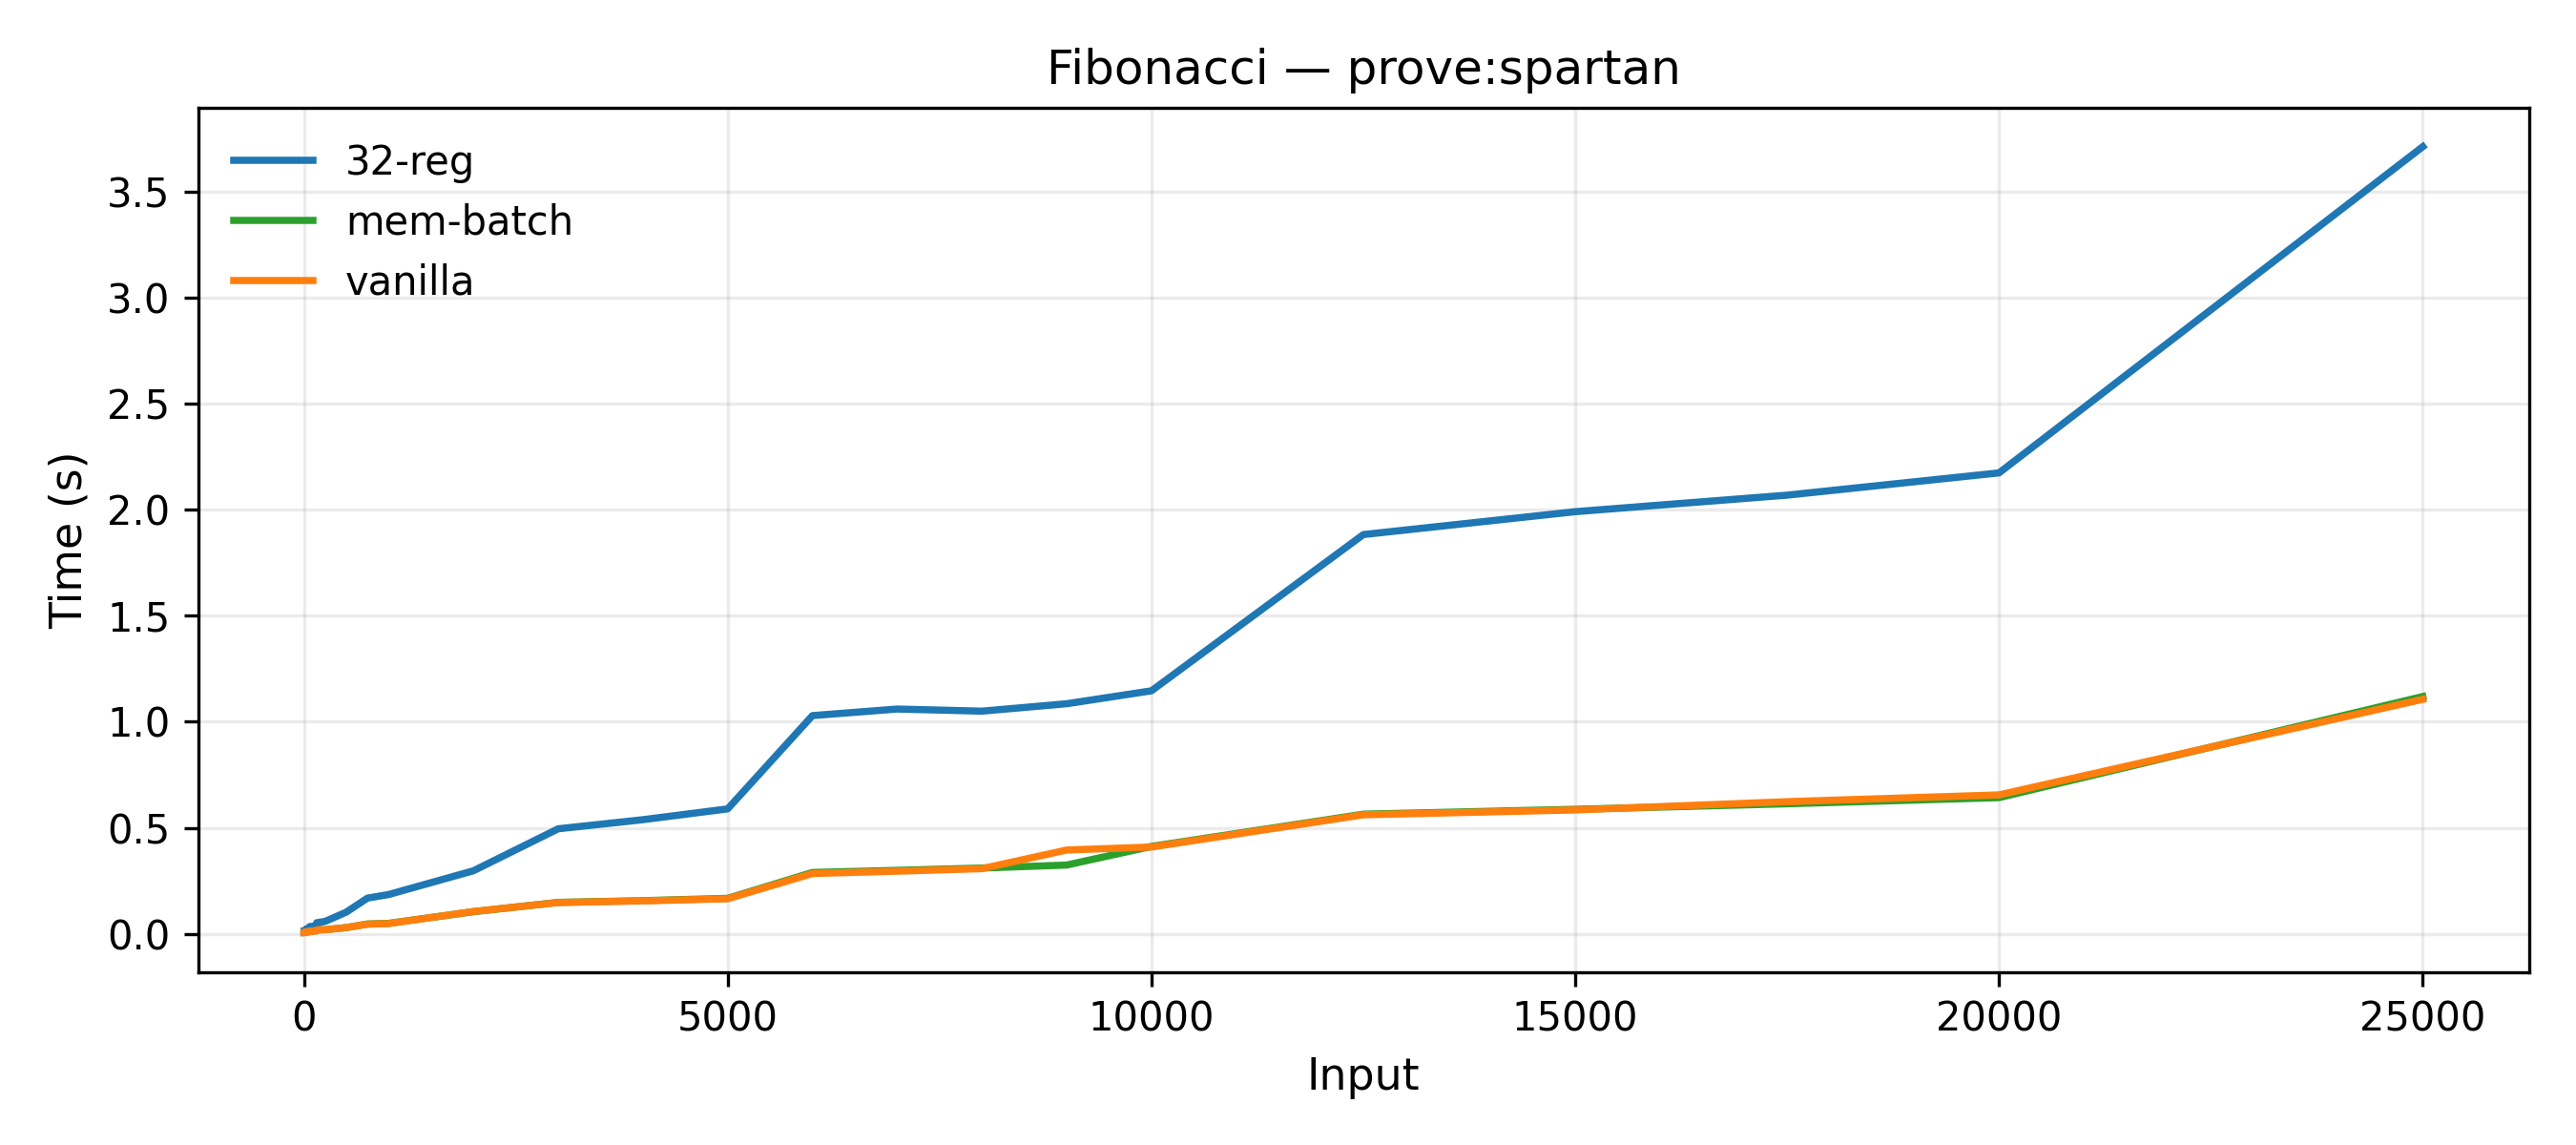 Fibonacci — prove:spartan
32-reg
mem-batch
vanilla
Time (s)
3.5
3.0
2.5
2.0
1.5
1.0
0.5
0.0
0 5000 10000 15000 20000 25000
Input